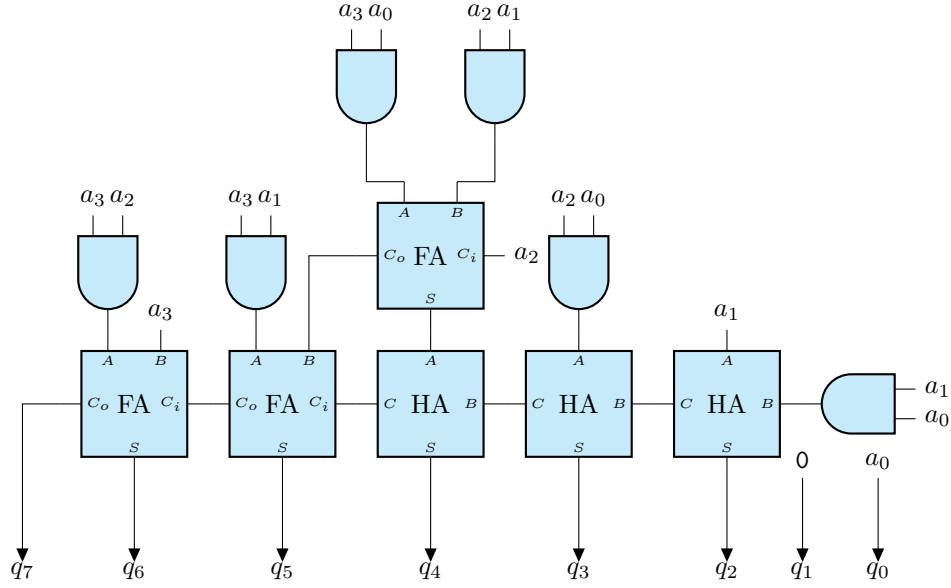 a3 a0 a2 a1
a3 a2 a3 a1 A B a2 a0
Co FA Ci a2
S
a3 a1
A B A B A A A
Co FA Ci Co FA Ci C HA B C HA B C HA B a1
a0
S S S S S
0 a0
q7 q6 q5 q4 q3 q2 q1 q0